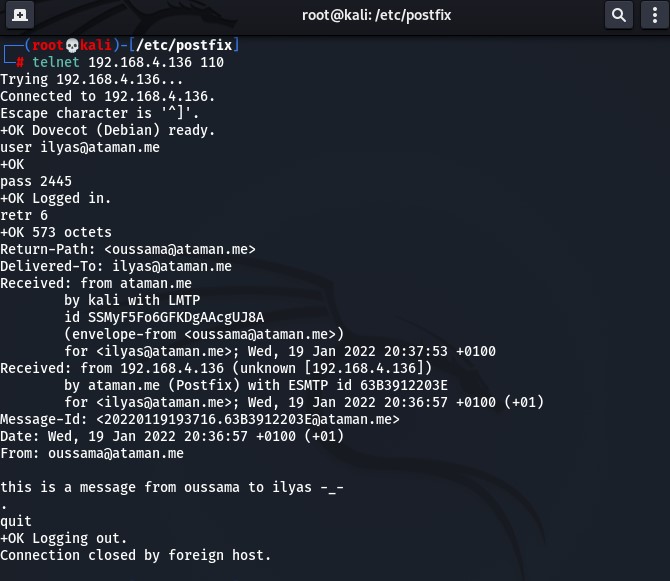 root@kali: /etc/postfix
(root💀kali)-[/etc/postfix]
# telnet 192.168.4.136 110
Trying 192.168.4.136...
Connected to 192.168.4.136.
Escape character is '^]'.
+OK Dovecot (Debian) ready.
user ilyas@ataman.me
+OK
pass 2445
+OK Logged in.
retr 6
+OK 573 octets
Return-Path: <oussama@ataman.me>
Delivered-To: ilyas@ataman.me
Received: from ataman.me
by kali with LMTP
id SSMyF5Fo6GFKDgAAcgUJ8A
(envelope-from <oussama@ataman.me>)
for <ilyas@ataman.me>; Wed, 19 Jan 2022 20:37:53 +0100
Received: from 192.168.4.136 (unknown [192.168.4.136])
by ataman.me (Postfix) with ESMTP id 63B3912203E
for <ilyas@ataman.me>; Wed, 19 Jan 2022 20:36:57 +0100 (+01)
Message-Id: <20220119193716.63B3912203E@ataman.me>
Date: Wed, 19 Jan 2022 20:36:57 +0100 (+01)
From: oussama@ataman.me

this is a message from oussama to ilyas -_-
.
quit
+OK Logging out.
Connection closed by foreign host.